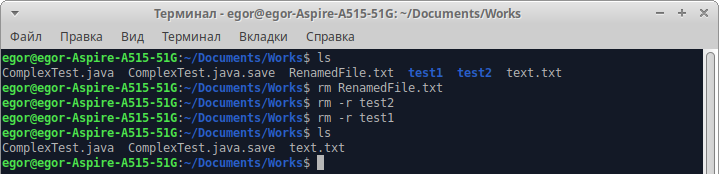 Терминал - egor@egor-Aspire-A515-51G: ~/Documents/Works
Файл Правка Вид Терминал Вкладки Справка
egor@egor-Aspire-A515-51G:~/Documents/Works$ ls
ComplexTest.java ComplexTest.java.save RenamedFile.txt test1 test2 text.txt
egor@egor-Aspire-A515-51G:~/Documents/Works$ rm RenamedFile.txt
egor@egor-Aspire-A515-51G:~/Documents/Works$ rm -r test2
egor@egor-Aspire-A515-51G:~/Documents/Works$ rm -r test1
egor@egor-Aspire-A515-51G:~/Documents/Works$ ls
ComplexTest.java ComplexTest.java.save text.txt
egor@egor-Aspire-A515-51G:~/Documents/Works$